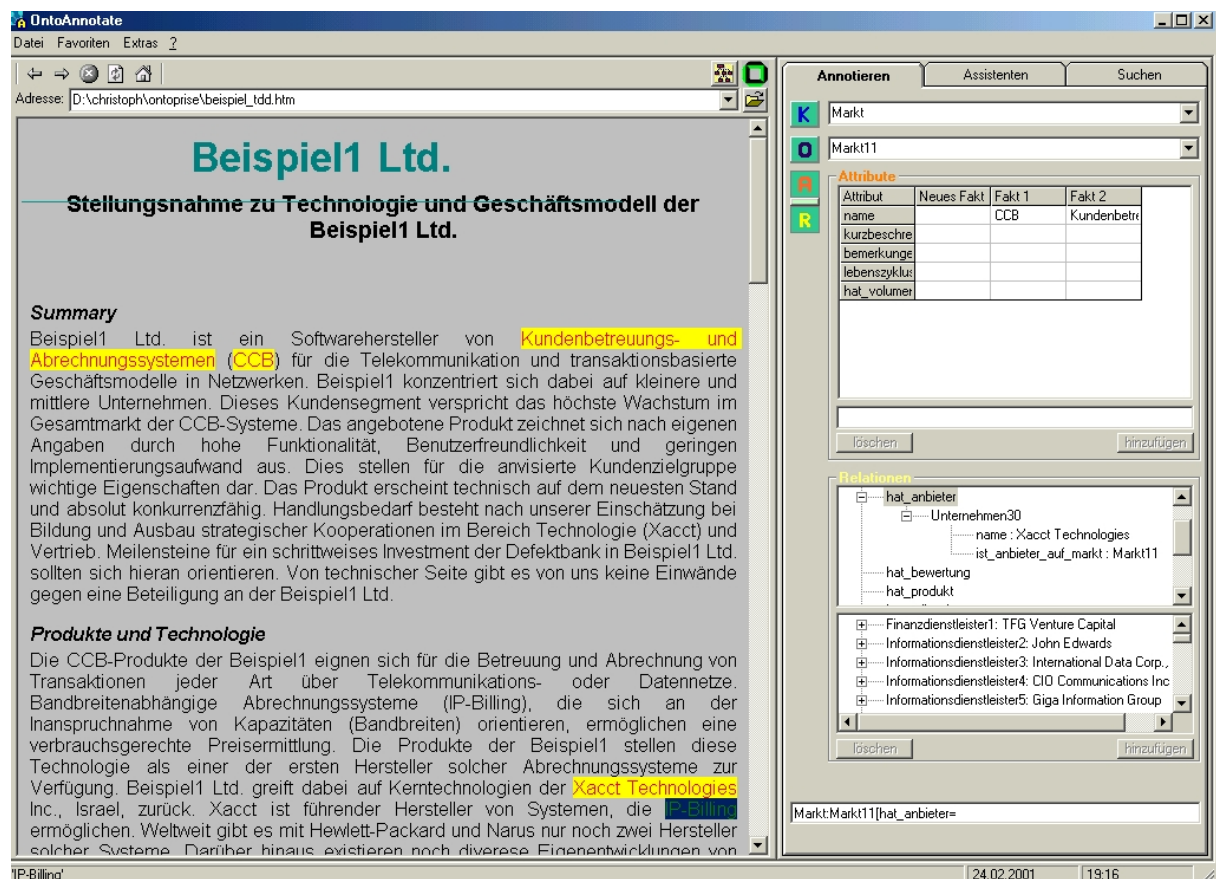 OntoAnnotate
Datei Favoriten Extras ?
Adresse: D:\christoph\ontoprise\beispiel_tdd.htm
Beispiel1 Ltd.
Stellungsnahme zu Technologie und Geschäftsmodell der
Beispiel1 Ltd.
Summary
Beispiel1 Ltd. ist ein Softwarehersteller von Kundenbetreuungs- und
Abrechnungssystemen (CCB) für die Telekommunikation und transaktionsbasierte
Geschäftsmodelle in Netzwerken. Beispiel1 konzentriert sich dabei auf kleinere und
mittlere Unternehmen. Dieses Kundensegment verspricht das höchste Wachstum im
Gesamtmarkt der CCB-Systeme. Das angebotene Produkt zeichnet sich nach eigenen
Angaben durch hohe Funktionalität, Benutzerfreundlichkeit und geringen
Implementierungsaufwand aus. Dies stellen für die anvisierte Kundenzielgruppe
wichtige Eigenschaften dar. Das Produkt erscheint technisch auf dem neuesten Stand
und absolut konkurrenzfähig. Handlungsbedarf besteht nach unserer Einschätzung bei
Bildung und Ausbau strategischer Kooperationen im Bereich Technologie (Xacct) und
Vertrieb. Meilensteine für ein schrittweises Investment der Defektbank in Beispiel1 Ltd.
sollten sich hieran orientieren. Von technischer Seite gibt es von uns keine Einwände
gegen eine Beteiligung an der Beispiel1 Ltd.
Produkte und Technologie
Die CCB-Produkte der Beispiel1 eignen sich für die Betreuung und Abrechnung von
Transaktionen jeder Art über Telekommunikations- oder Datennetze.
Bandbreitenabhängige Abrechnungssysteme (IP-Billing), die sich an der
Inanspruchnahme von Kapazitäten (Bandbreiten) orientieren, ermöglichen eine
verbrauchsgerechte Preisermittlung. Die Produkte der Beispiel1 stellen diese
Technologie als einer der ersten Hersteller solcher Abrechnungssysteme zur
Verfügung. Beispiel1 Ltd. greift dabei auf Kerntechnologien der Xacct Technologies
Inc., Israel, zurück. Xacct ist führender Hersteller von Systemen, die IP-Billing
ermöglichen. Weltweit gibt es mit Hewlett-Packard und Narus nur noch zwei Hersteller
solcher Systeme. Darüber hinaus existieren noch diverese Eigenentwicklungen von
Annotieren Assistenten Suchen
K Markt
O Markt11
A
R
Attribute
Attribut Neues Fakt Fakt 1 Fakt 2
name CCB Kundenbetre
kurzbeschre
bemerkunge
lebenszyklus
hat_volumer
löschen hinzufügen
Relationen
hat_anbieter
Unternehmen30
name : Xacct Technologies
ist_anbieter_auf_markt : Markt11
hat_bewertung
hat_produkt
Finanzdienstleister1: TFG Venture Capital
Informationsdienstleister2: John Edwards
Informationsdienstleister3: International Data Corp.,
Informationsdienstleister4: CIO Communications Inc
Informationsdienstleister5: Giga Information Group
löschen hinzufügen
Markt:Markt11[hat_anbieter=
'IP-Billing' 24.02.2001 19:16